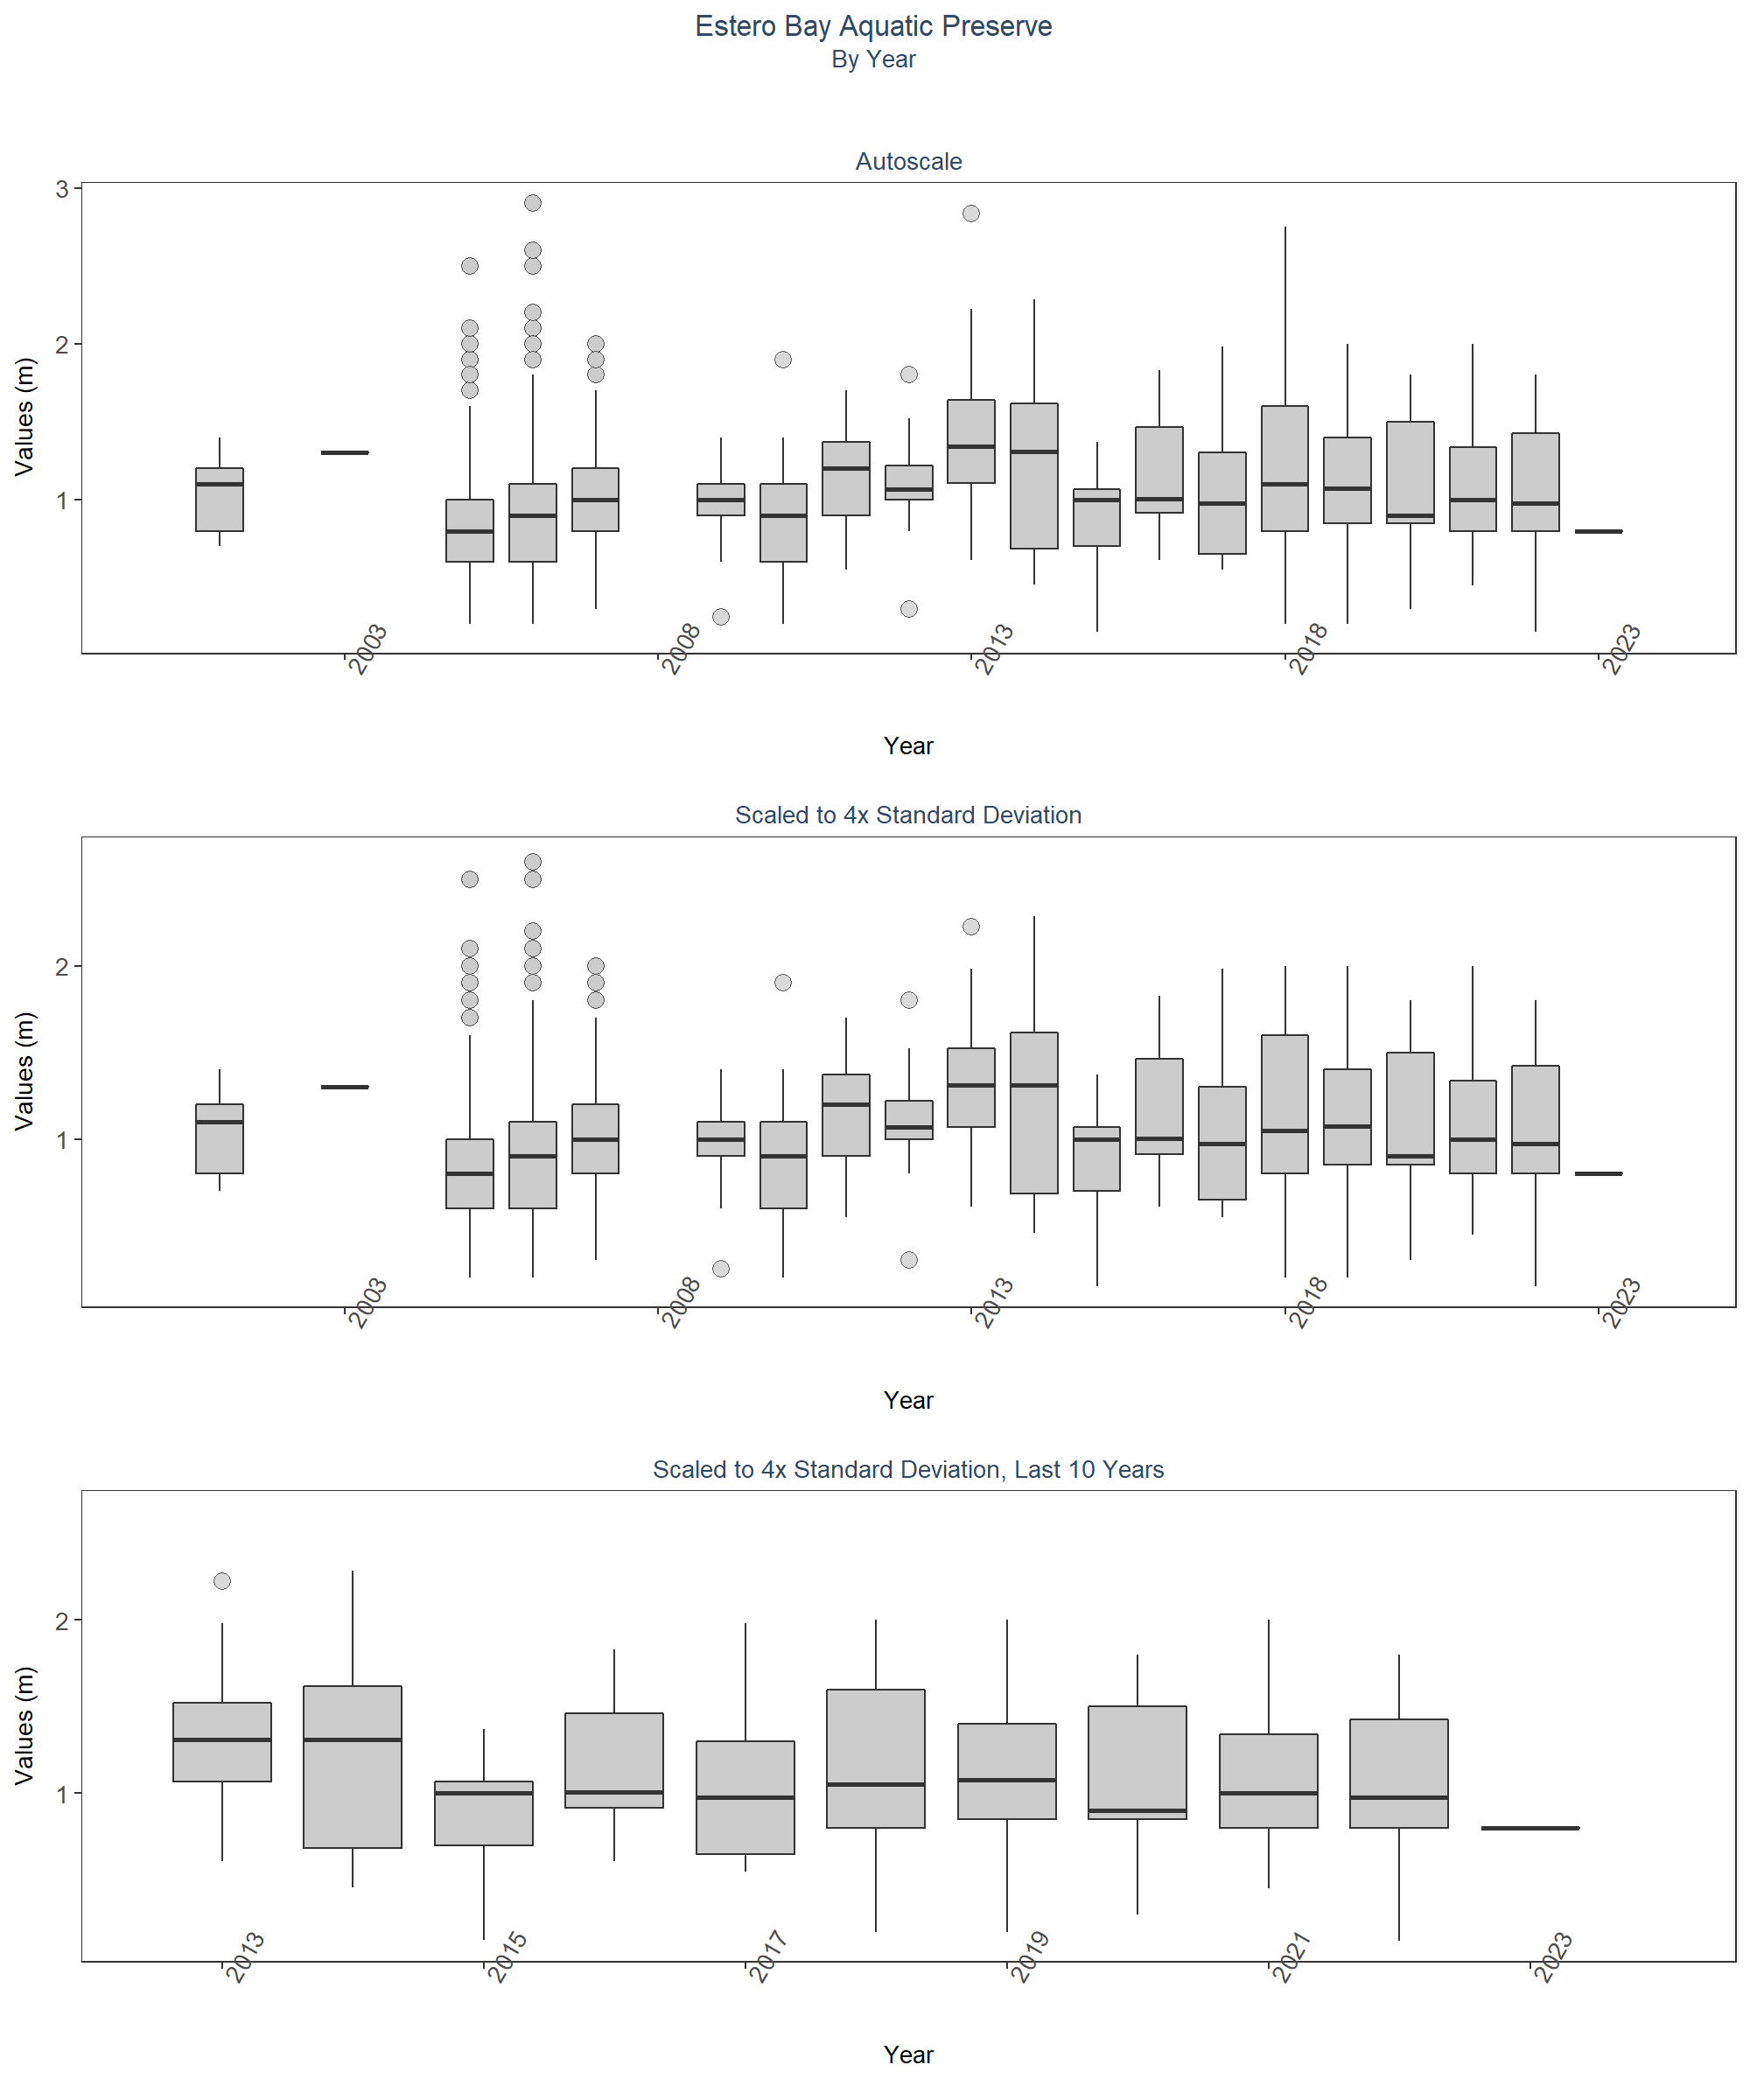 Estero Bay Aquatic Preserve
By Year
Autoscale
3
2
1
Values (m)
2003 2008 2013 2018 2023
Year
Scaled to 4x Standard Deviation
2
1
Values (m)
2003 2008 2013 2018 2023
Year
Scaled to 4x Standard Deviation, Last 10 Years
2
1
Values (m)
2013 2015 2017 2019 2021 2023
Year